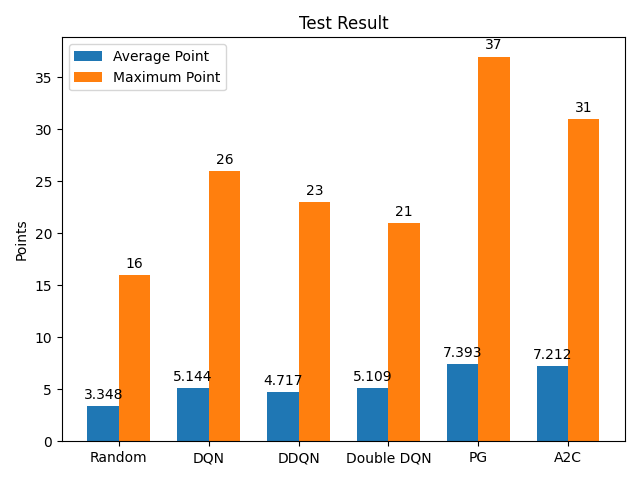 Test Result
Average Point
Maximum Point
Points
35
30
25
20
15
10
5
0
3.348
16
5.144
26
4.717
23
5.109
21
7.393
37
7.212
31
Random
DQN
DDQN
Double DQN
PG
A2C